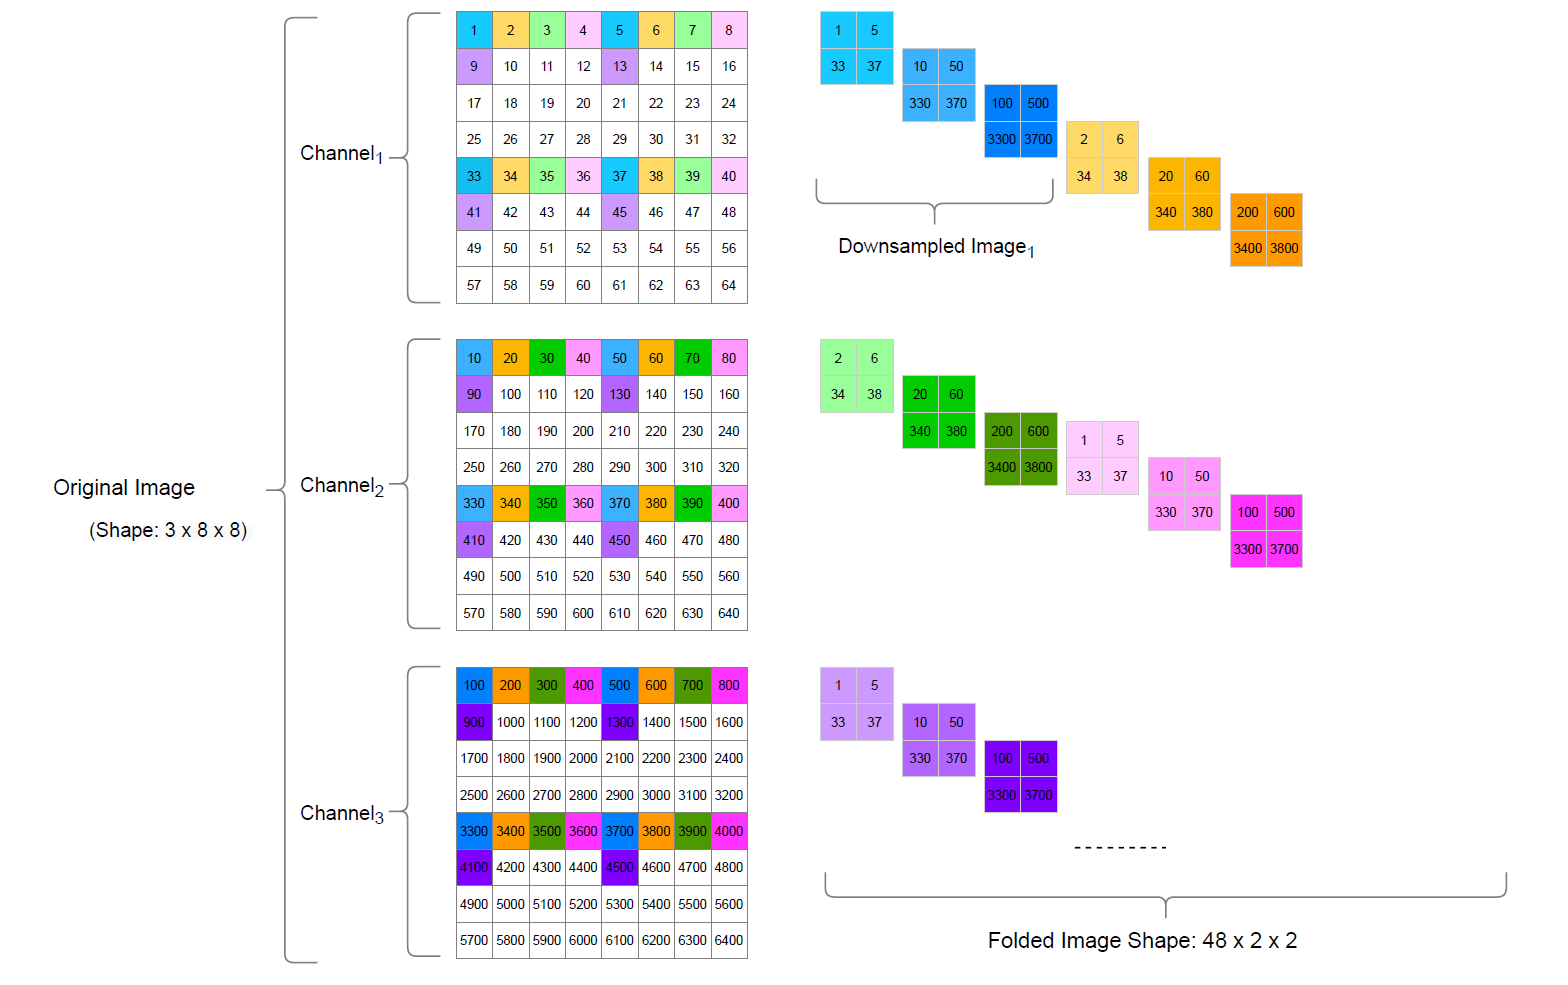 Original Image
(Shape: 3 x 8 x 8)
Channel1
1 2 3 4 5 6 7 8
9 10 11 12 13 14 15 16
17 18 19 20 21 22 23 24
25 26 27 28 29 30 31 32
33 34 35 36 37 38 39 40
41 42 43 44 45 46 47 48
49 50 51 52 53 54 55 56
57 58 59 60 61 62 63 64
Channel2
10 20 30 40 50 60 70 80
90 100 110 120 130 140 150 160
170 180 190 200 210 220 230 240
250 260 270 280 290 300 310 320
330 340 350 360 370 380 390 400
410 420 430 440 450 460 470 480
490 500 510 520 530 540 550 560
570 580 590 600 610 620 630 640
Channel3
100 200 300 400 500 600 700 800
900 1000 1100 1200 1300 1400 1500 1600
1700 1800 1900 2000 2100 2200 2300 2400
2500 2600 2700 2800 2900 3000 3100 3200
3300 3400 3500 3600 3700 3800 3900 4000
4100 4200 4300 4400 4500 4600 4700 4800
4900 5000 5100 5200 5300 5400 5500 5600
5700 5800 5900 6000 6100 6200 6300 6400
1 5
33 37
10 50
330 370
100 500
3300 3700
2 6
34 38
20 60
340 380
200 600
3400 3800
Downsampled Image1
2 6
34 38
20 60
340 380
200 600
3400 3800
1 5
33 37
10 50
330 370
100 500
3300 3700
1 5
33 37
10 50
330 370
100 500
3300 3700
Folded Image Shape: 48 x 2 x 2